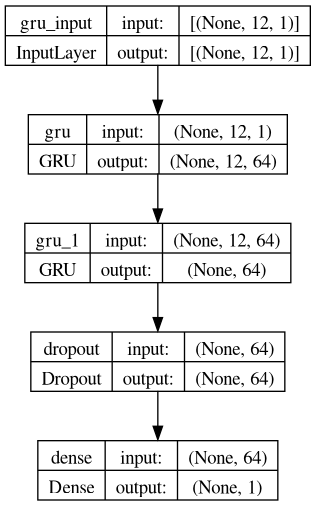 gru_input input: [(None, 12, 1)]
InputLayer output: [(None, 12, 1)]
gru input: (None, 12, 1)
GRU output: (None, 12, 64)
gru_1 input: (None, 12, 64)
GRU output: (None, 64)
dropout input: (None, 64)
Dropout output: (None, 64)
dense input: (None, 64)
Dense output: (None, 1)